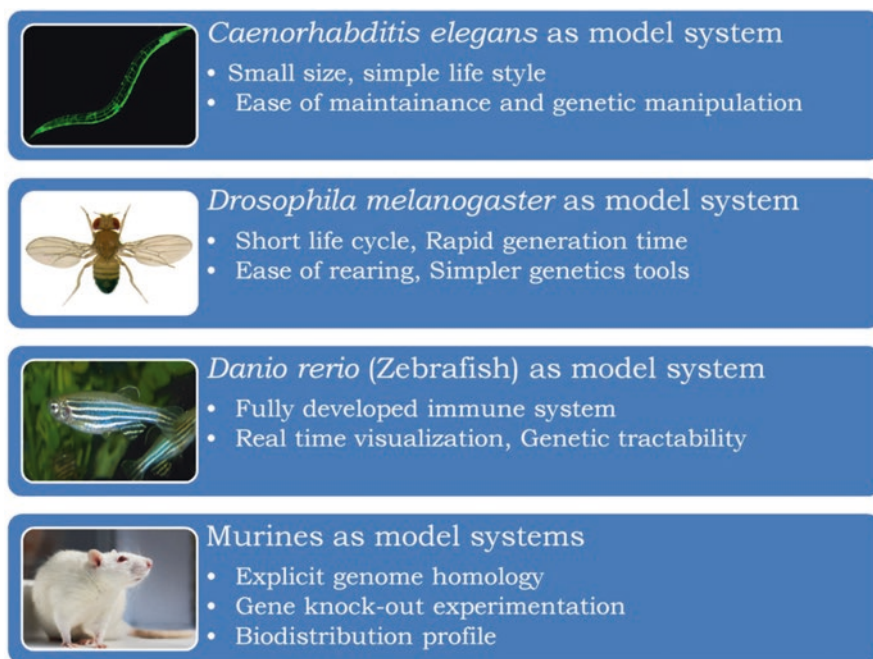 Caenorhabditis elegans as model system
• Small size, simple life style
• Ease of maintainance and genetic manipulation
Drosophila melanogaster as model system
• Short life cycle, Rapid generation time
• Ease of rearing, Simpler genetics tools
Danio rerio (Zebrafish) as model system
• Fully developed immune system
• Real time visualization, Genetic tractability
Murines as model systems
• Explicit genome homology
• Gene knock-out experimentation
• Biodistribution profile